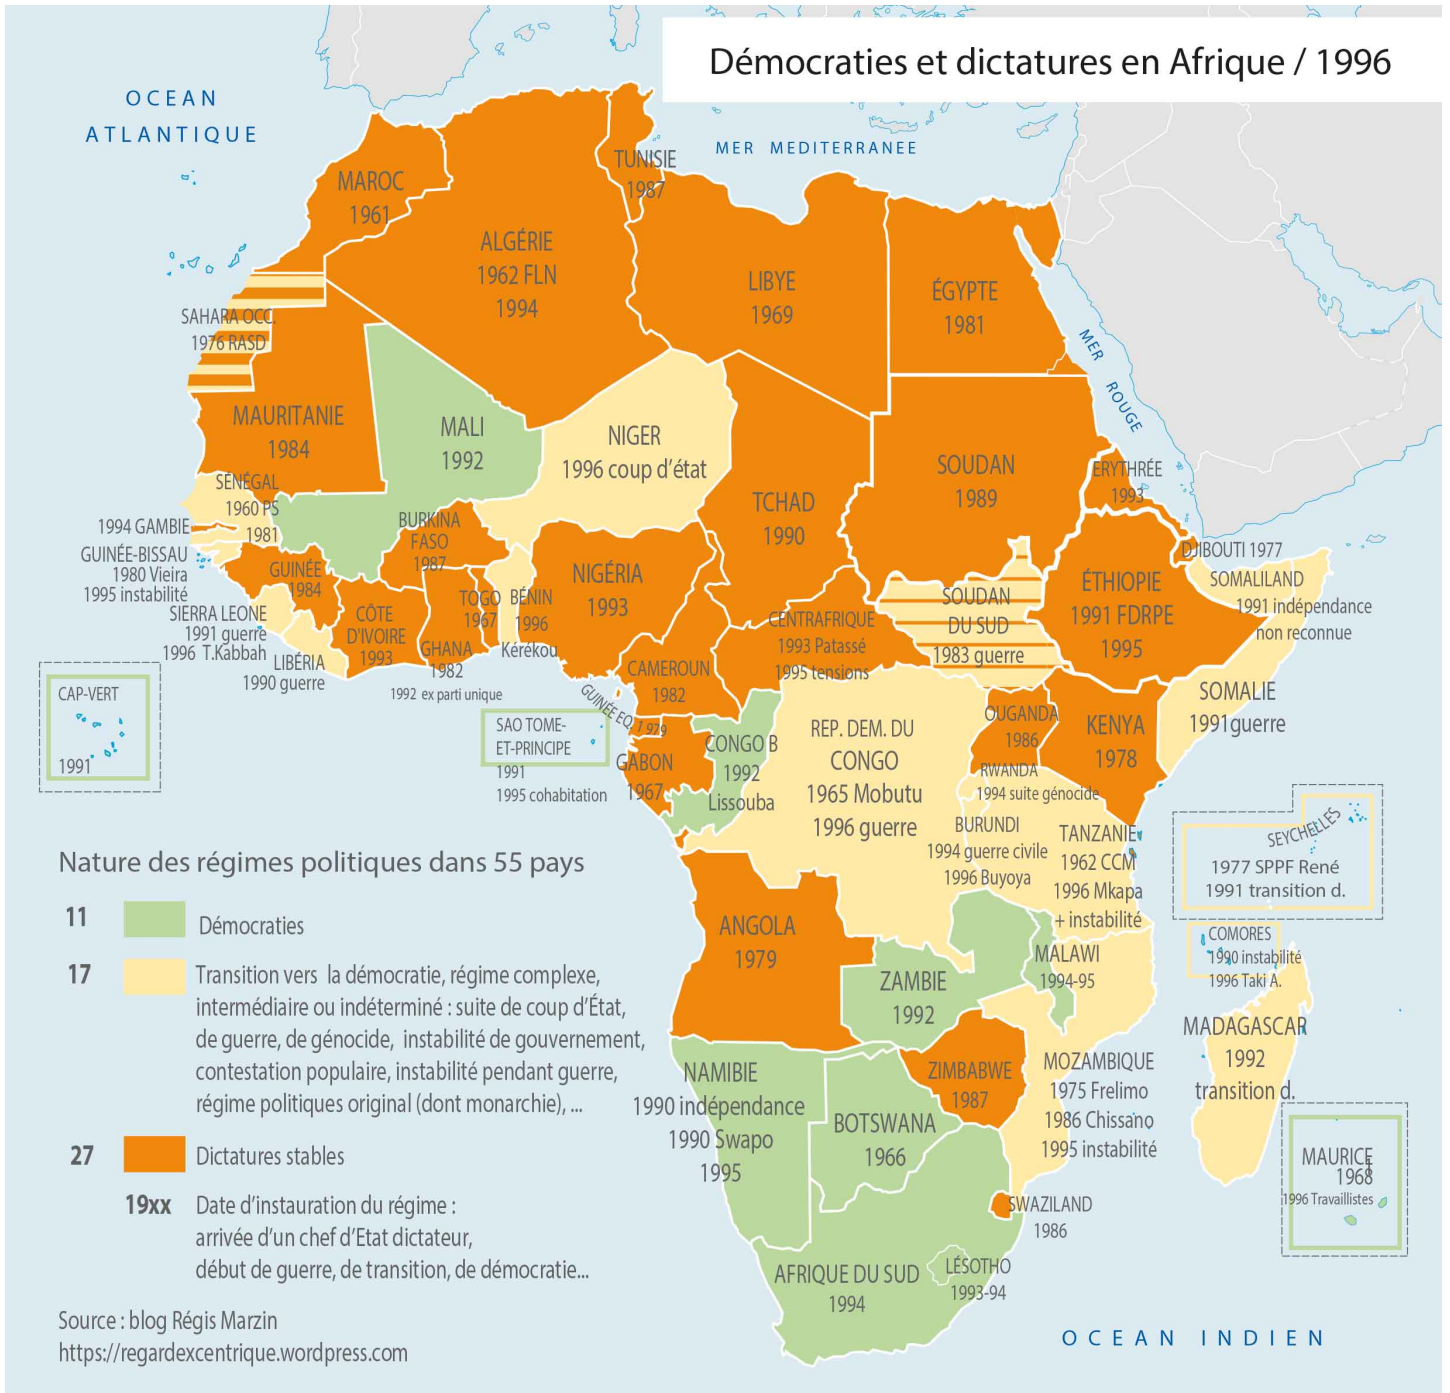 Démocraties et dictatures en Afrique / 1996
OCEAN
ATLANTIQUE
MER MEDITERRANEE
MAROC
1961
TUNISIE
1987
ALGÉRIE
1962 FLN
1994
LIBYE
1969
ÉGYPTE
1981
MER ROUGE
SAHARA OCC.
1976 RASD
MAURITANIE
1984
MALI
1992
NIGER
1996 coup d'état
TCHAD
1990
SOUDAN
1989
ERYTHRÉE
1993
SÉNÉGAL
1960 PS
1981
1994 GAMBIE
GUINÉE-BISSAU
1980 Vieira
1995 instabilité
GUINÉE
1984
SIERRA LEONE
1991 guerre
1996 T.Kabbah
LIBÉRIA
1990 guerre
CÔTE
D'IVOIRE
1993
BURKINA
FASO
1987
GHANA
1982
1992 ex parti unique
TOGO
1967
BÉNIN
1996
Kérékou
NIGÉRIA
1993
CAMEROUN
1982
CENTRAFRIQUE
1993 Patassé
1995 tensions
SOUDAN
DU SUD
1983 guerre
ÉTHIOPIE
1991 FDRPE
1995
DJIBOUTI 1977
SOMALILAND
1991 indépendance
non reconnue
SOMALIE
1991guerre
CAP-VERT
1991
SAO TOME-
ET-PRINCIPE
1991
1995 cohabitation
GUINÉE EQ. 1979
GABON
1967
CONGO B
1992
Lissouba
REP. DEM. DU
CONGO
1965 Mobutu
1996 guerre
OUGANDA
1986
KENYA
1978
RWANDA
1994 suite génocide
BURUNDI
1994 guerre civile
1996 Buyoya
TANZANIE
1962 CCM
1996 Mkapa
+ instabilité
SEYCHELLES
1977 SPPF René
1991 transition d.
COMORES
1990 instabilité
1996 Taki A.
ANGOLA
1979
ZAMBIE
1992
MALAWI
1994-95
MADAGASCAR
1992
transition d.
MOZAMBIQUE
1975 Frelimo
1986 Chissano
1995 instabilité
ZIMBABWE
1987
NAMIBIE
1990 indépendance
1990 Swapo
1995
BOTSWANA
1966
MAURICE
1968
1996 Travaillistes
SWAZILAND
1986
LÉSOTHO
1993-94
AFRIQUE DU SUD
1994
OCEAN INDIEN
Nature des régimes politiques dans 55 pays
11 Démocraties
17 Transition vers la démocratie, régime complexe,
intermédiaire ou indéterminé : suite de coup d'État,
de guerre, de génocide, instabilité de gouvernement,
contestation populaire, instabilité pendant guerre,
régime politiques original (dont monarchie), ...
27 Dictatures stables
19xx Date d'instauration du régime :
arrivée d'un chef d'Etat dictateur,
début de guerre, de transition, de démocratie...
Source : blog Régis Marzin
https://regardexcentrique.wordpress.com